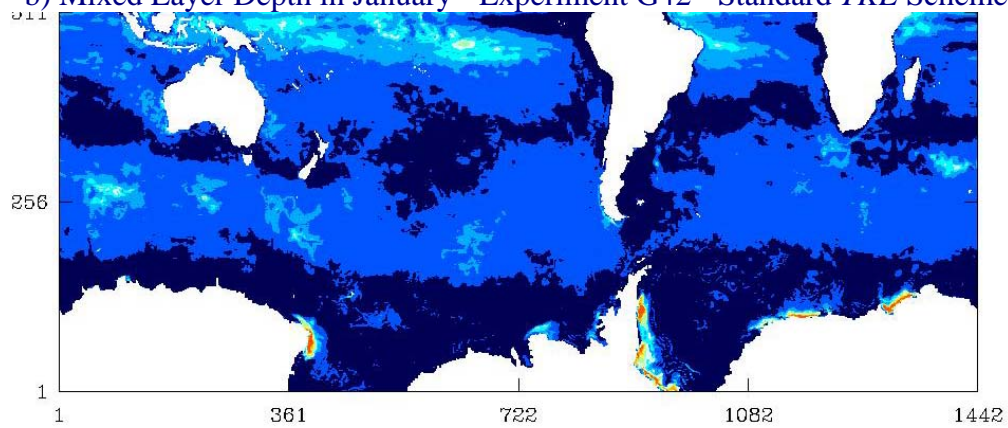 b) Mixed Layer Depth in January - Experiment G42 - Standard TKE Scheme
511
256
1
1 361 722 1082 1442